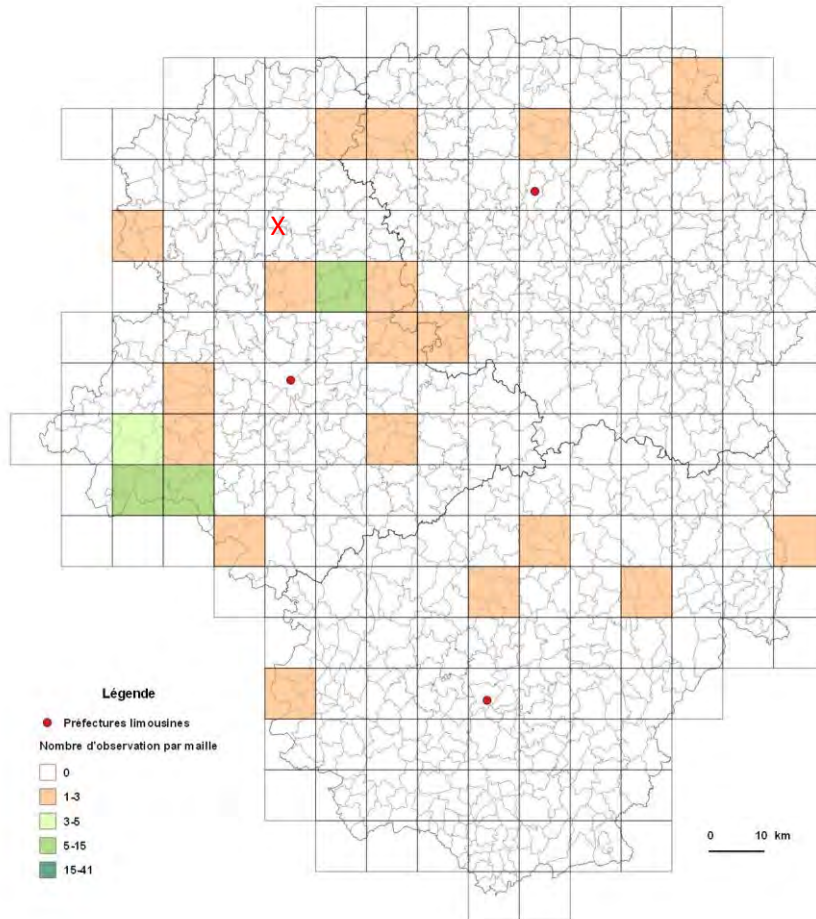 X
Légende
Préfectures limousines
Nombre d'observation par maille
0
1-3
3-5
5-15
15-41
0 10 km